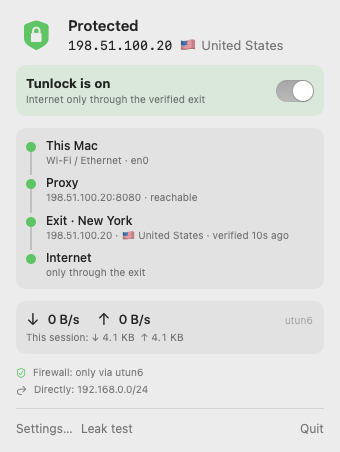 Protected
198.51.100.20 🇺🇸 United States
Tunlock is on
Internet only through the verified exit
This Mac
Wi-Fi / Ethernet · en0
Proxy
198.51.100.20:8080 · reachable
Exit · New York
198.51.100.20 · 🇺🇸 United States · verified 10s ago
Internet
only through the exit
↓ 0 B/s ↑ 0 B/s utun6
This session: ↓ 4.1 KB ↑ 4.1 KB
Firewall: only via utun6
Directly: 192.168.0.0/24
Settings... Leak test Quit